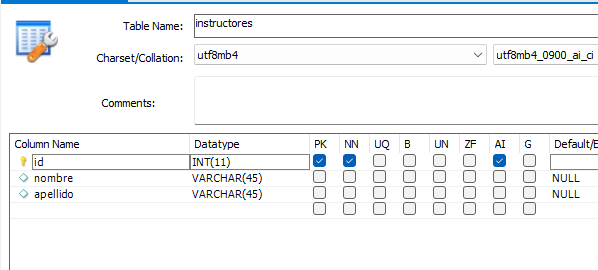 Table Name: instructores
Charset/Collation: utf8mb4 utf8mb4_0900_ai_ci
Comments:
Column Name Datatype PK NN UQ B UN ZF AI G Default/E
id INT(11)
nombre VARCHAR(45) NULL
apellido VARCHAR(45) NULL